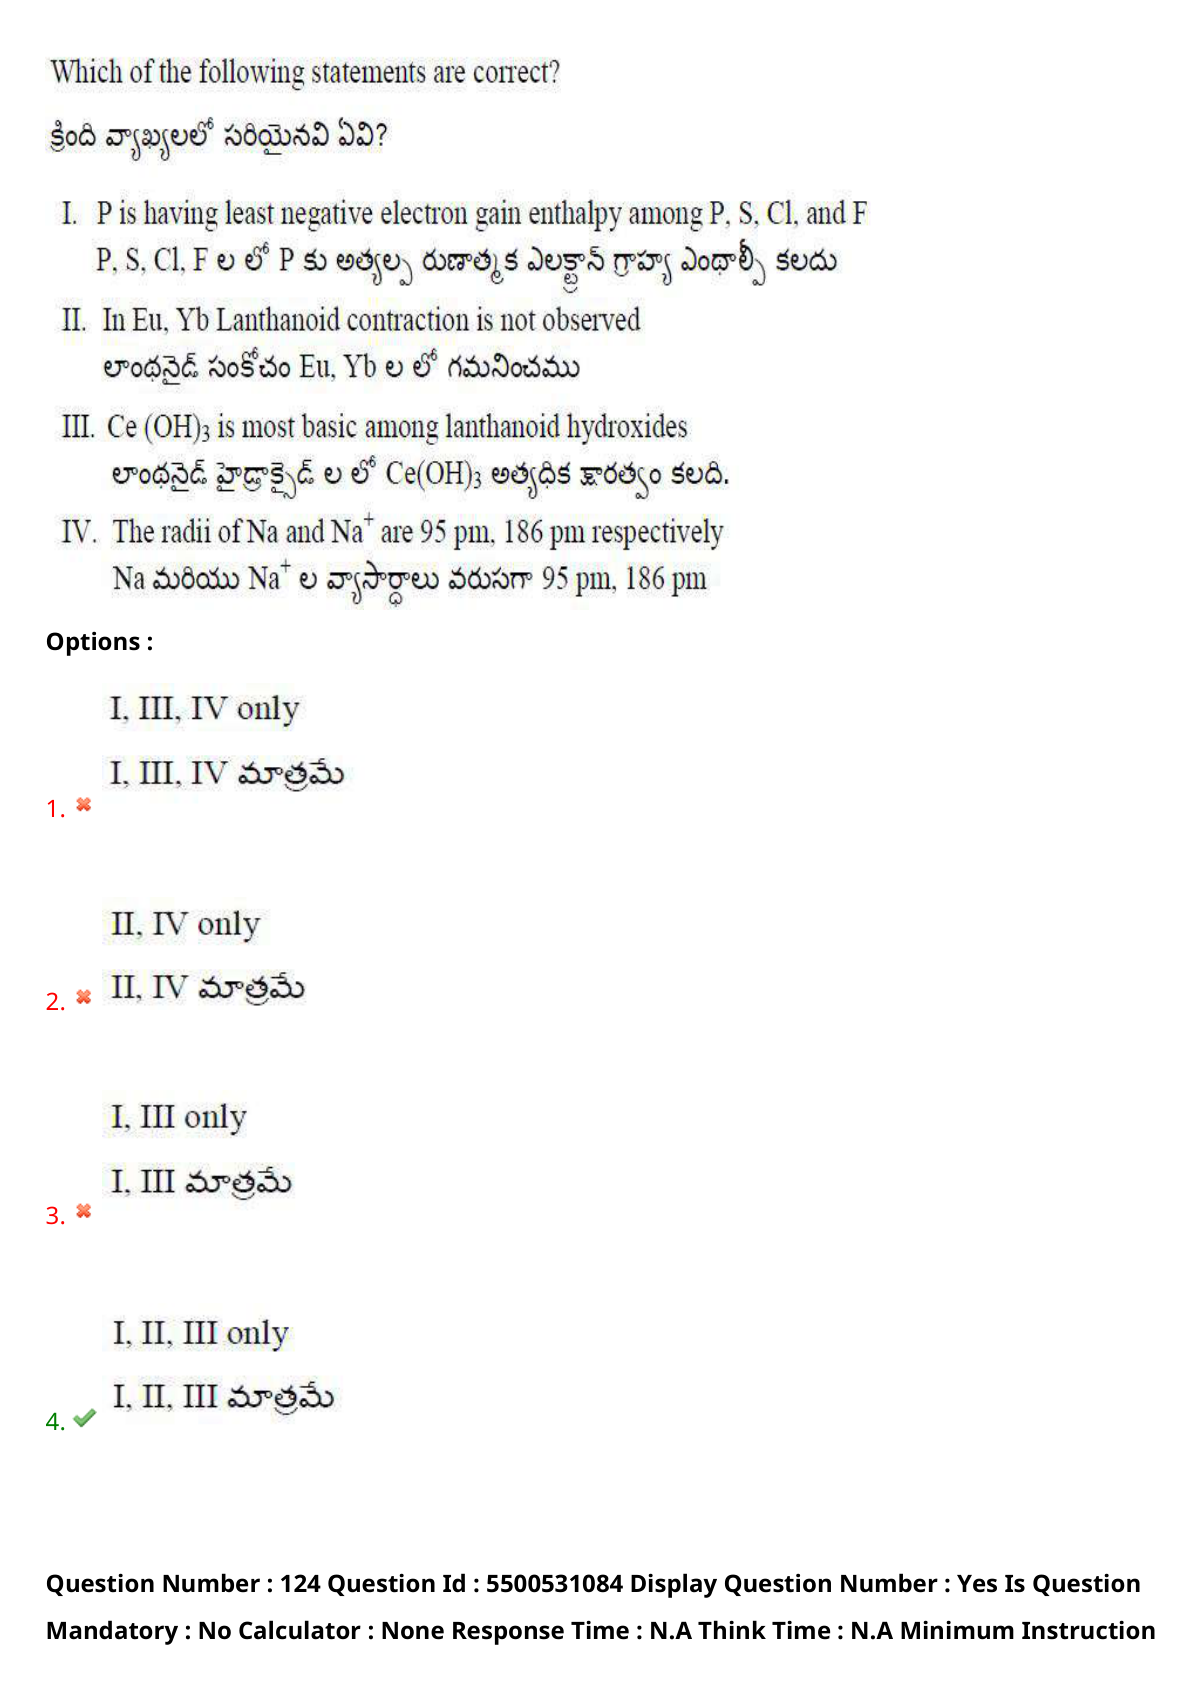 Which of the following statements are correct?
క్రింది వ్యాఖ్యలలో సరియైనవి ఏవి?
I. P is having least negative electron gain enthalpy among P, S, Cl, and F
P, S, Cl, F ల లో P కు అత్యల్ప రుణాత్మక ఎలక్ట్రాన్ గ్రాహ్య ఎంథాల్పీ కలదు
II. In Eu, Yb Lanthanoid contraction is not observed
లాంథనైడ్ సంకోచం Eu, Yb ల లో గమనించము
III. Ce (OH)₃ is most basic among lanthanoid hydroxides
లాంథనైడ్ హైడ్రాక్సైడ్ ల లో Ce(OH)₃ అత్యధిక క్షారత్వం కలది.
IV. The radii of Na and Na⁺ are 95 pm, 186 pm respectively
Na మరియు Na⁺ ల వ్యాసార్ధాలు వరుసగా 95 pm, 186 pm
Options :
I, III, IV only
I, III, IV మాత్రమే
1.
II, IV only
II, IV మాత్రమే
2.
I, III only
I, III మాత్రమే
3.
I, II, III only
I, II, III మాత్రమే
4.
Question Number : 124 Question Id : 5500531084 Display Question Number : Yes Is Question
Mandatory : No Calculator : None Response Time : N.A Think Time : N.A Minimum Instruction